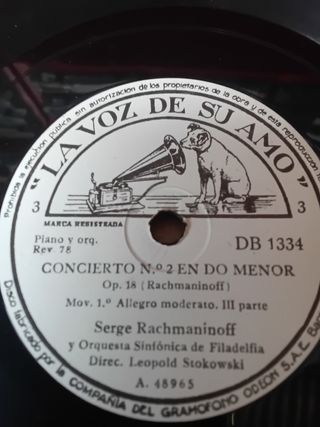 Prohibida la ejecución pública sin autorización de los propietarios de la obra y de esta reproducción
"LA VOZ DE SU AMO"
3
3
MARCA REGISTRADA
Piano y orq.
Rev 78
DB 1334
CONCIERTO N.º 2 EN DO MENOR
Op. 18 (Rachmaninoff)
Mov. 1.º Allegro moderato. III parte
Serge Rachmaninoff
y Orquesta Sinfónica de Filadelfia
Direc. Leopold Stokowski
A. 48965
Disco fabricado por la COMPAÑÍA DEL GRAMÓFONO ODEON S.A.E.